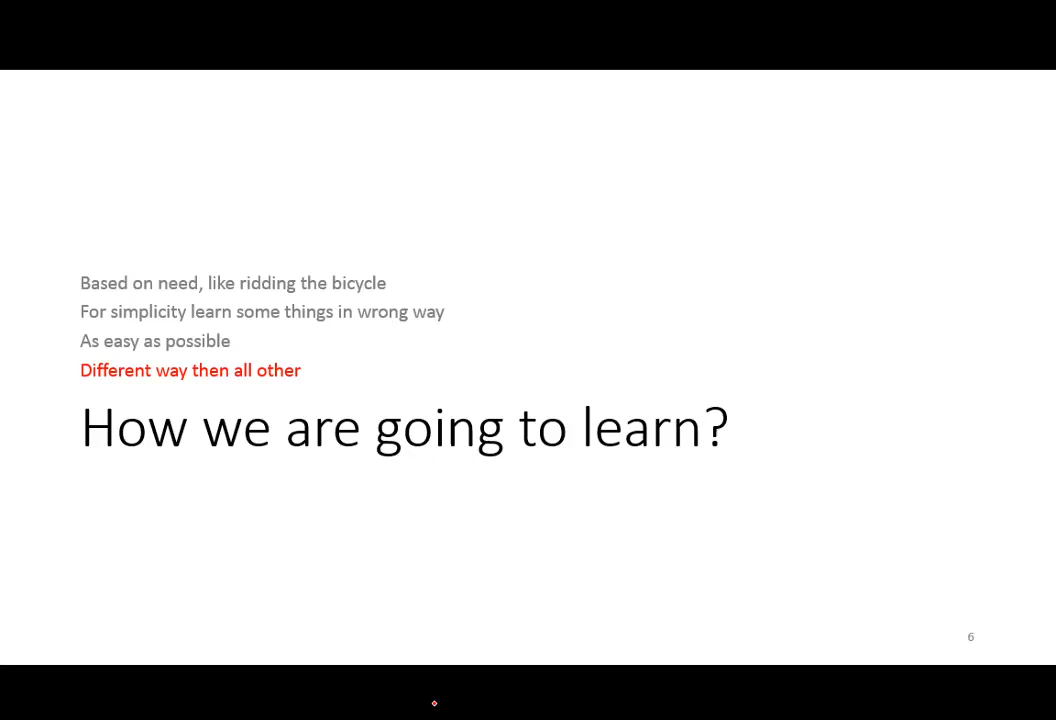 Based on need, like ridding the bicycle
For simplicity learn some things in wrong way
As easy as possible
Different way then all other
How we are going to learn?
6